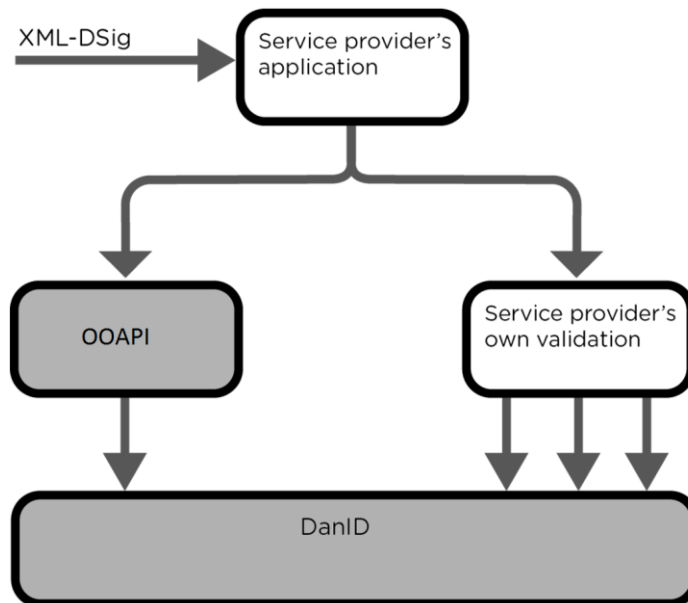 XML-DSig
Service provider's
application
OOAPI
Service provider's
own validation
DanID